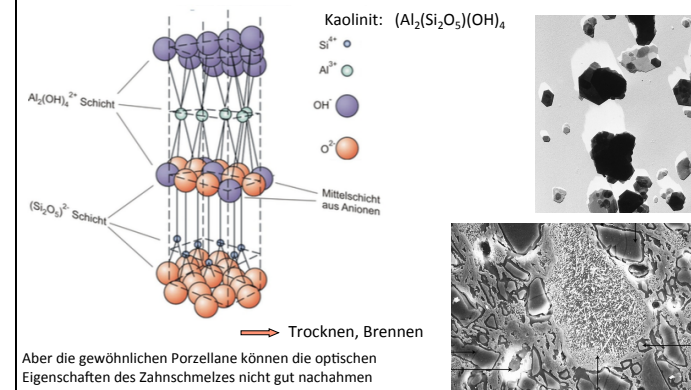 Kaolinit: (Al₂(Si₂O₅)(OH)₄
Si⁴⁺
Al³⁺
OH⁻
O²⁻
Al₂(OH)₄²⁺ Schicht
(Si₂O₅)²⁻ Schicht
Mittelschicht
aus Anionen
Trocknen, Brennen
Aber die gewöhnlichen Porzellane können die optischen
Eigenschaften des Zahnschmelzes nicht gut nachahmen